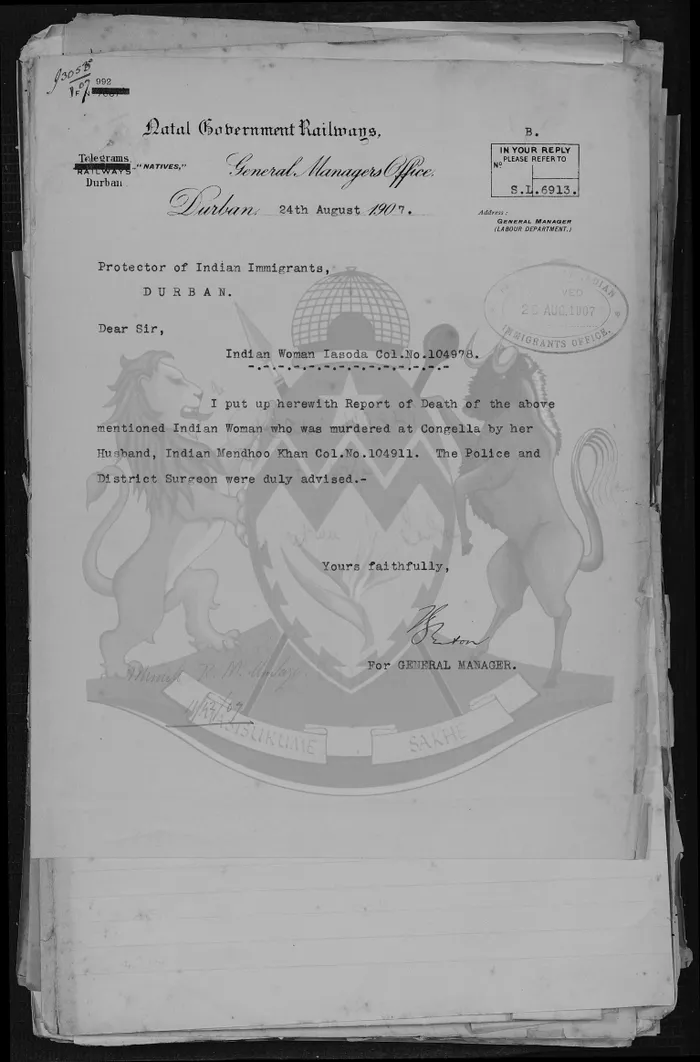 992
Natal Government Railways,
B.
Telegrams
RAILWAYS "NATIVES,"
Durban
General Managers Office.
IN YOUR REPLY
PLEASE REFER TO
No
S.L.6913.
Durban, 24th August 1907.
Address:
GENERAL MANAGER
(LABOUR DEPARTMENT.)
Protector of Indian Immigrants,
D U R B A N.
25 AUG.1907
IMMIGRANTS OFFICE.
Dear Sir,
Indian Woman Iasoda Col.No.104978.
I put up herewith Report of Death of the above
mentioned Indian Woman who was murdered at Congella by her
Husband, Indian Mendhoo Khan Col.No.104911. The Police and
District Surgeon were duly advised.-
Yours faithfully,
For GENERAL MANAGER.
MASISUKUME
SAKHE